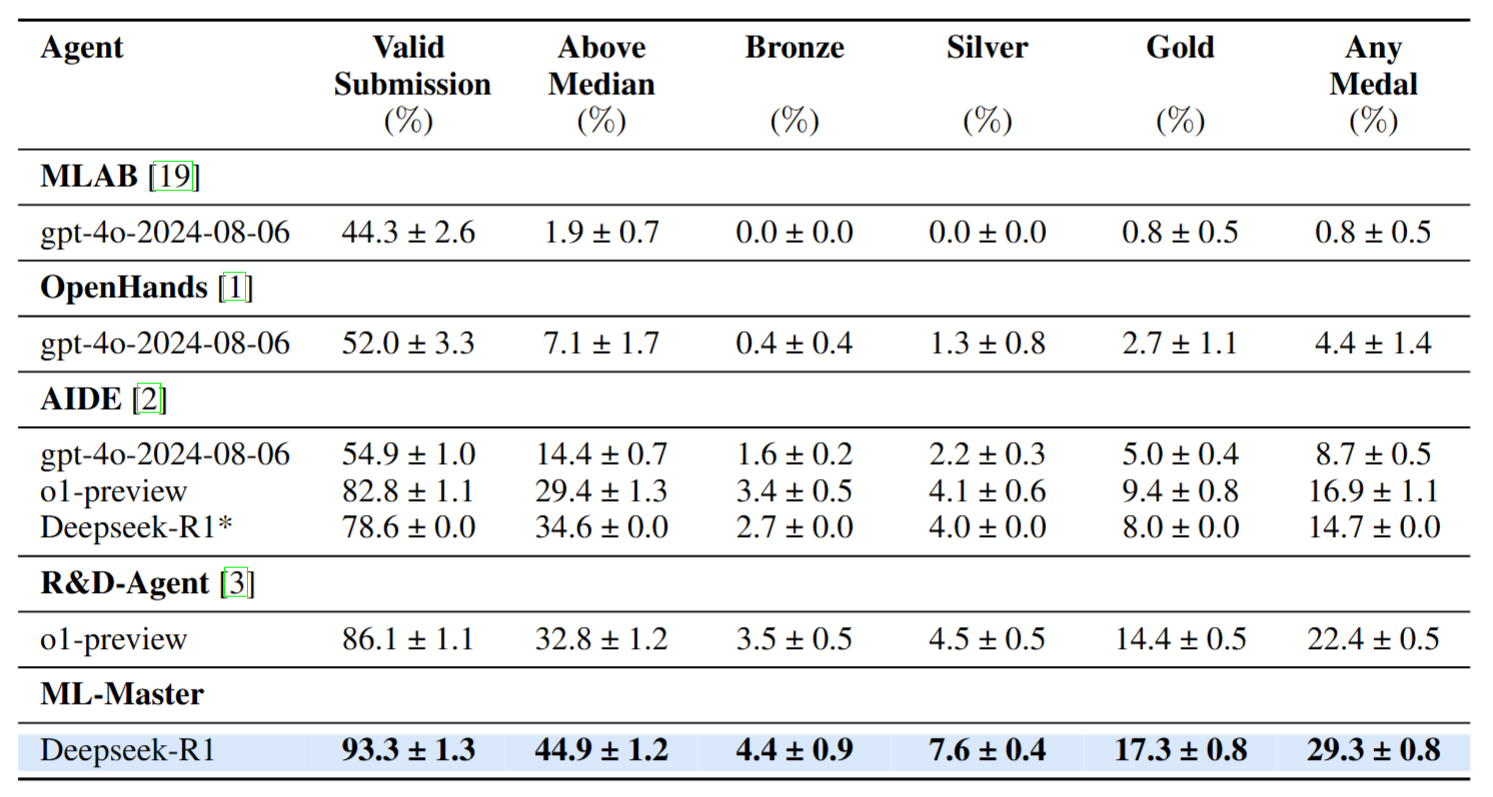 Agent Valid Submission (%) Above Median (%) Bronze (%) Silver (%) Gold (%) Any Medal (%)
MLAB [19]
gpt-4o-2024-08-06 44.3 ± 2.6 1.9 ± 0.7 0.0 ± 0.0 0.0 ± 0.0 0.8 ± 0.5 0.8 ± 0.5
OpenHands [1]
gpt-4o-2024-08-06 52.0 ± 3.3 7.1 ± 1.7 0.4 ± 0.4 1.3 ± 0.8 2.7 ± 1.1 4.4 ± 1.4
AIDE [2]
gpt-4o-2024-08-06 54.9 ± 1.0 14.4 ± 0.7 1.6 ± 0.2 2.2 ± 0.3 5.0 ± 0.4 8.7 ± 0.5
o1-preview 82.8 ± 1.1 29.4 ± 1.3 3.4 ± 0.5 4.1 ± 0.6 9.4 ± 0.8 16.9 ± 1.1
Deepseek-R1* 78.6 ± 0.0 34.6 ± 0.0 2.7 ± 0.0 4.0 ± 0.0 8.0 ± 0.0 14.7 ± 0.0
R&D-Agent [3]
o1-preview 86.1 ± 1.1 32.8 ± 1.2 3.5 ± 0.5 4.5 ± 0.5 14.4 ± 0.5 22.4 ± 0.5
ML-Master
Deepseek-R1 93.3 ± 1.3 44.9 ± 1.2 4.4 ± 0.9 7.6 ± 0.4 17.3 ± 0.8 29.3 ± 0.8